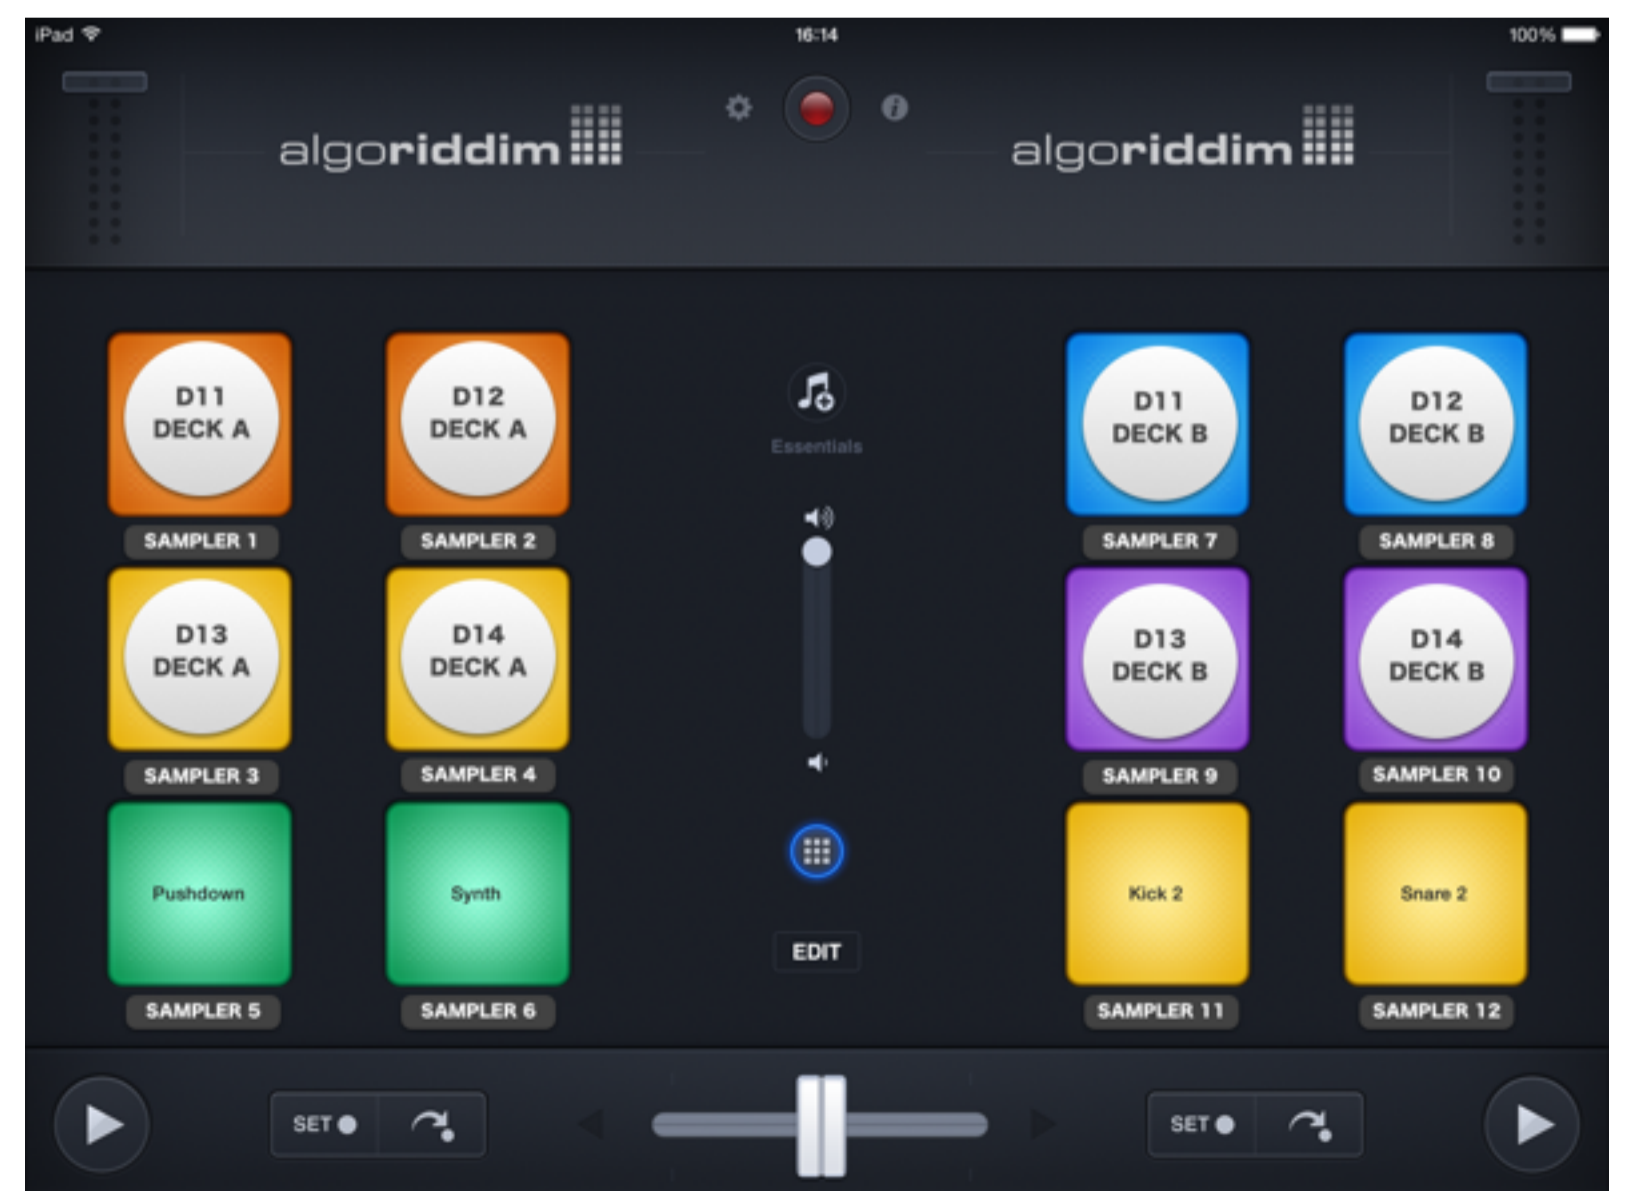 iPad
16:14
100%
algoriddim
algoriddim
D11
DECK A
D12
DECK A
D11
DECK B
D12
DECK B
Essentials
SAMPLER 1
SAMPLER 2
SAMPLER 7
SAMPLER 8
D13
DECK A
D14
DECK A
D13
DECK B
D14
DECK B
SAMPLER 3
SAMPLER 4
SAMPLER 9
SAMPLER 10
Pushdown
Synth
Kick 2
Snare 2
EDIT
SAMPLER 5
SAMPLER 6
SAMPLER 11
SAMPLER 12
SET
SET